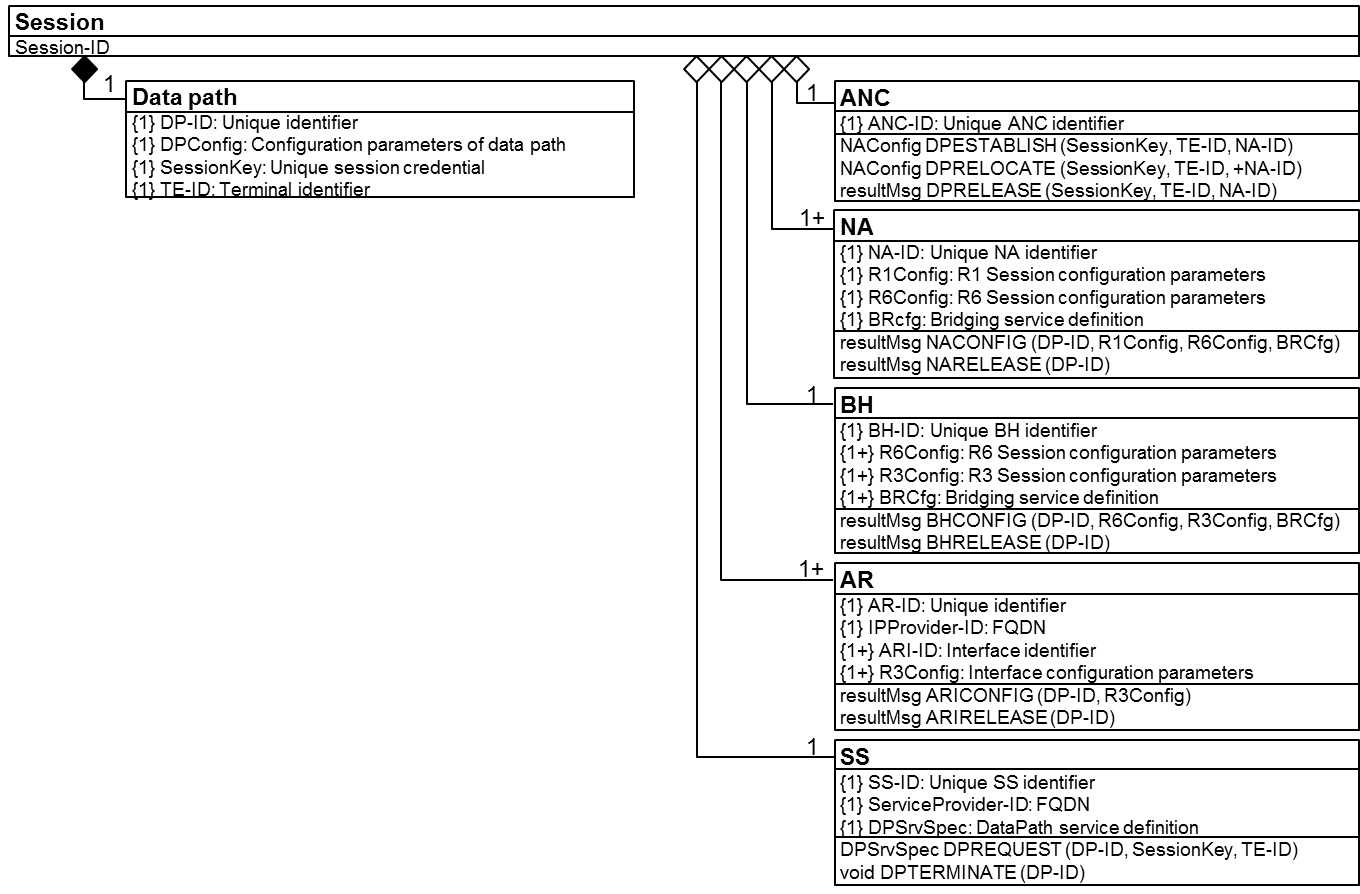 Session
Session-ID
1
Data path
{1} DP-ID: Unique identifier
{1} DPConfig: Configuration parameters of data path
{1} SessionKey: Unique session credential
{1} TE-ID: Terminal identifier
1
ANC
{1} ANC-ID: Unique ANC identifier
NAConfig DPESTABLISH (SessionKey, TE-ID, NA-ID)
NAConfig DPRELOCATE (SessionKey, TE-ID, +NA-ID)
resultMsg DPRELEASE (SessionKey, TE-ID, NA-ID)
1+
NA
{1} NA-ID: Unique NA identifier
{1} R1Config: R1 Session configuration parameters
{1} R6Config: R6 Session configuration parameters
{1} BRcfg: Bridging service definition
resultMsg NACONFIG (DP-ID, R1Config, R6Config, BRCfg)
resultMsg NARELEASE (DP-ID)
1
BH
{1} BH-ID: Unique BH identifier
{1+} R6Config: R6 Session configuration parameters
{1+} R3Config: R3 Session configuration parameters
{1+} BRCfg: Bridging service definition
resultMsg BHCONFIG (DP-ID, R6Config, R3Config, BRCfg)
resultMsg BHRELEASE (DP-ID)
1+
AR
{1} AR-ID: Unique identifier
{1} IPProvider-ID: FQDN
{1+} ARI-ID: Interface identifier
{1+} R3Config: Interface configuration parameters
resultMsg ARICONFIG (DP-ID, R3Config)
resultMsg ARIRELEASE (DP-ID)
1
SS
{1} SS-ID: Unique SS identifier
{1} ServiceProvider-ID: FQDN
{1} DPSrvSpec: DataPath service definition
DPSrvSpec DPREQUEST (DP-ID, SessionKey, TE-ID)
void DPTERMINATE (DP-ID)